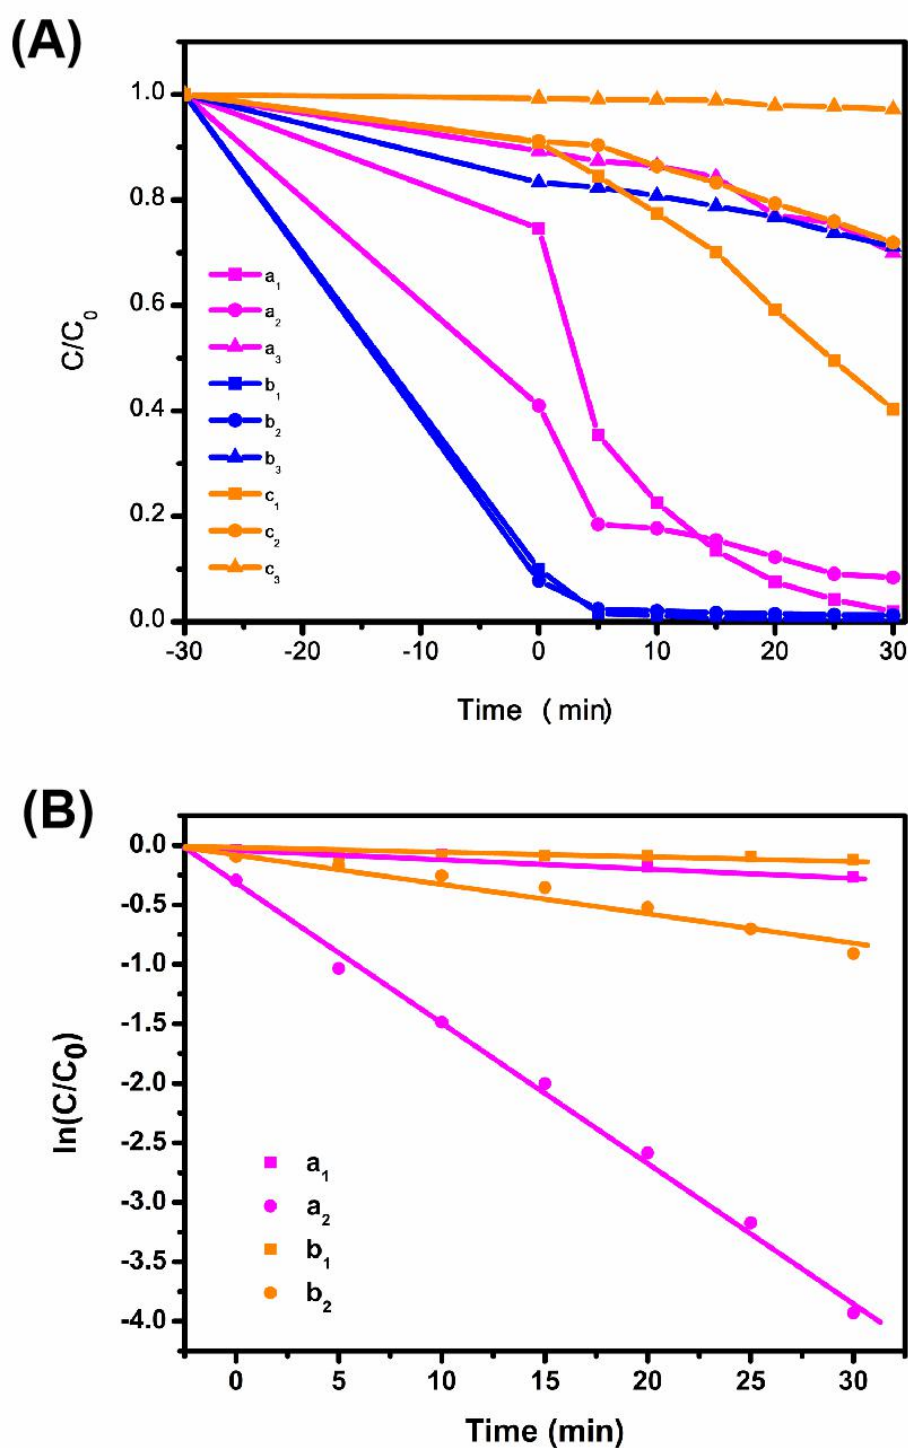 (A)
1.0
0.8
0.6
0.4
0.2
0.0
C/C₀
a₁
a₂
a₃
b₁
b₂
b₃
c₁
c₂
c₃
-30 -20 -10 0 10 20 30
Time ( min)
(B)
0.0
-0.5
-1.0
-1.5
-2.0
-2.5
-3.0
-3.5
-4.0
ln(C/C₀)
a₁
a₂
b₁
b₂
0 5 10 15 20 25 30
Time (min)